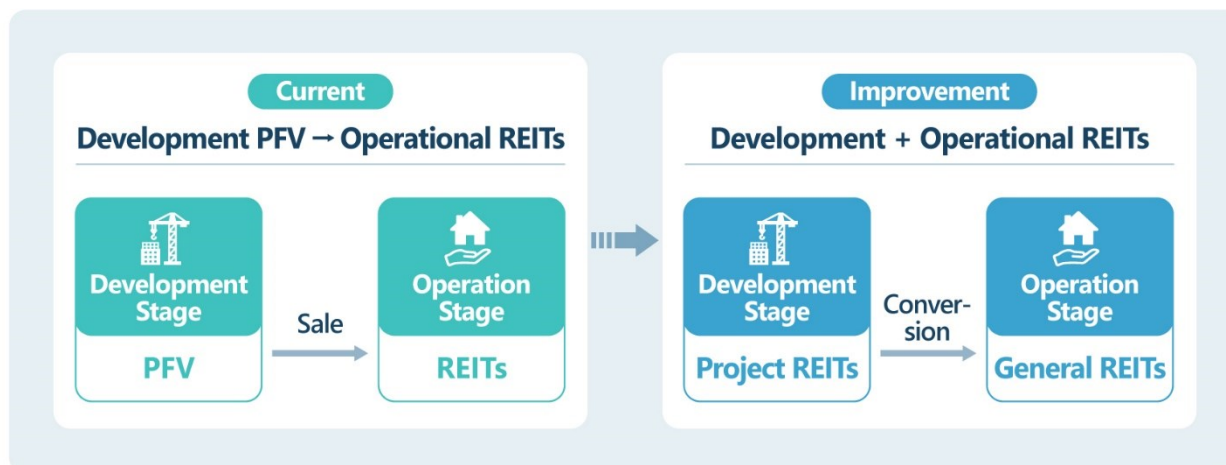 Current
Development PFV → Operational REITs
Development
Stage
PFV
Sale
Operation
Stage
REITs
Improvement
Development + Operational REITs
Development
Stage
Project REITs
Conver-
sion
Operation
Stage
General REITs